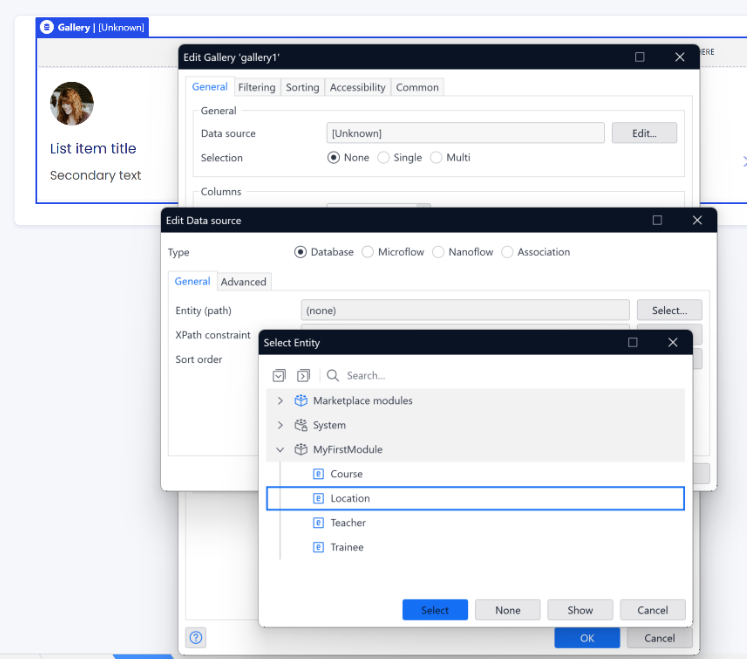 Gallery | [Unknown]
ERE
List item title
Secondary text
Edit Gallery 'gallery1'
General Filtering Sorting Accessibility Common
General
Data source [Unknown] Edit...
Selection None Single Multi
Columns
Edit Data source
Type Database Microflow Nanoflow Association
General Advanced
Entity (path) (none) Select...
XPath constraint
Sort order
Select Entity
Search...
Marketplace modules
System
MyFirstModule
Course
Location
Teacher
Trainee
Select None Show Cancel
OK Cancel